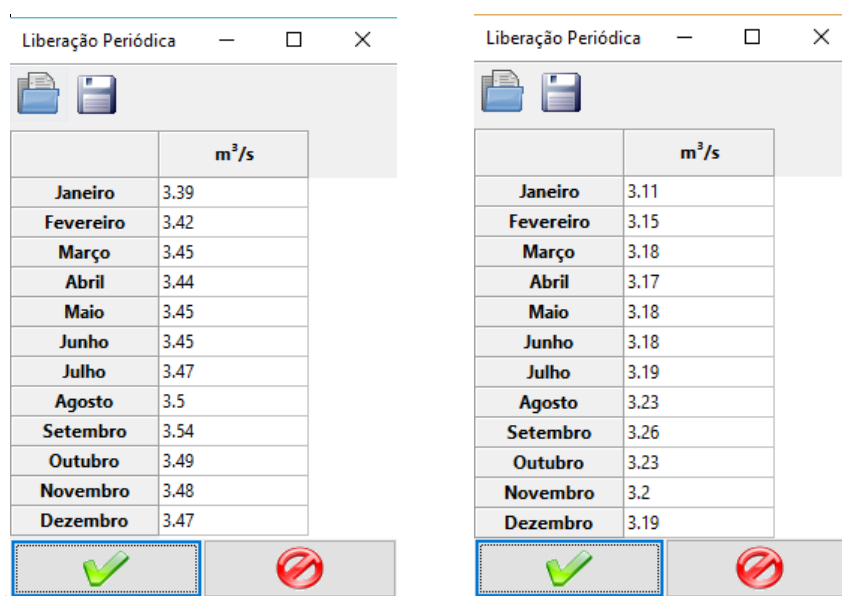 Liberação Periódica
m³/s
Janeiro 3.39
Fevereiro 3.42
Março 3.45
Abril 3.44
Maio 3.45
Junho 3.45
Julho 3.47
Agosto 3.5
Setembro 3.54
Outubro 3.49
Novembro 3.48
Dezembro 3.47
Liberação Periódica
m³/s
Janeiro 3.11
Fevereiro 3.15
Março 3.18
Abril 3.17
Maio 3.18
Junho 3.18
Julho 3.19
Agosto 3.23
Setembro 3.26
Outubro 3.23
Novembro 3.2
Dezembro 3.19